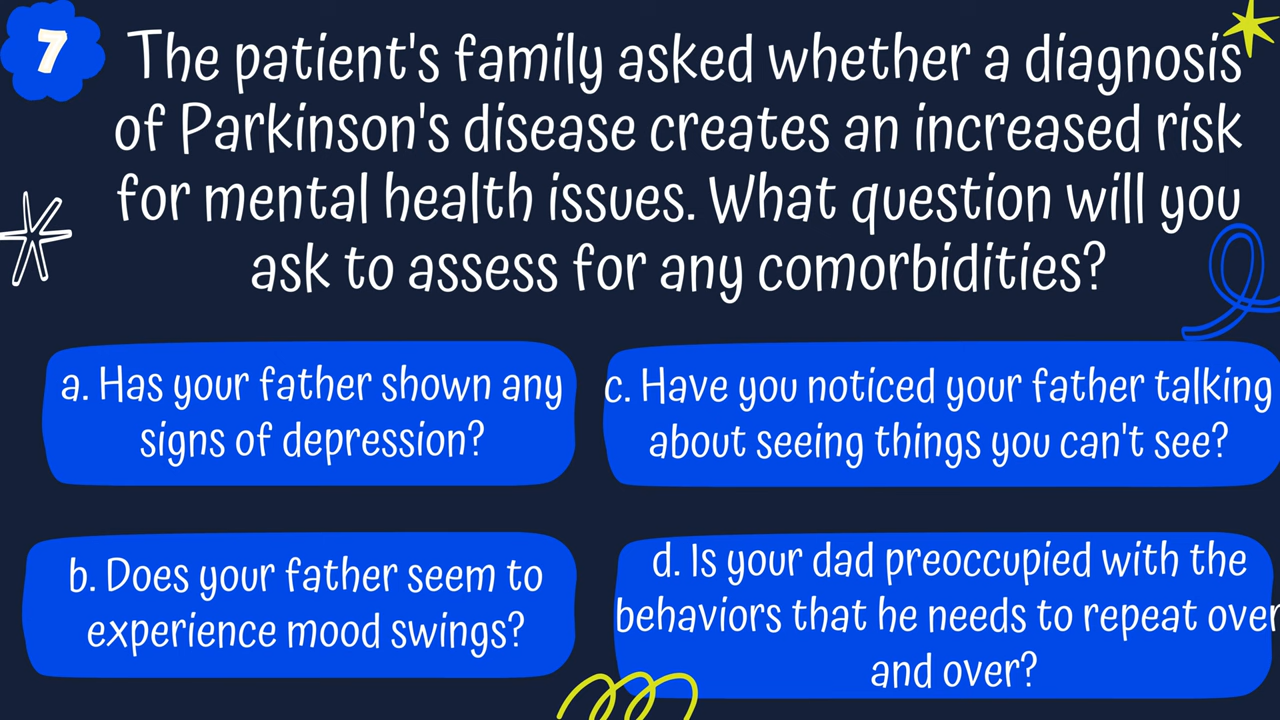 7
The patient's family asked whether a diagnosis
of Parkinson's disease creates an increased risk
for mental health issues. What question will you
ask to assess for any comorbidities?
a. Has your father shown any
signs of depression?
c. Have you noticed your father talking
about seeing things you can't see?
b. Does your father seem to
experience mood swings?
d. Is your dad preoccupied with the
behaviors that he needs to repeat over
and over?